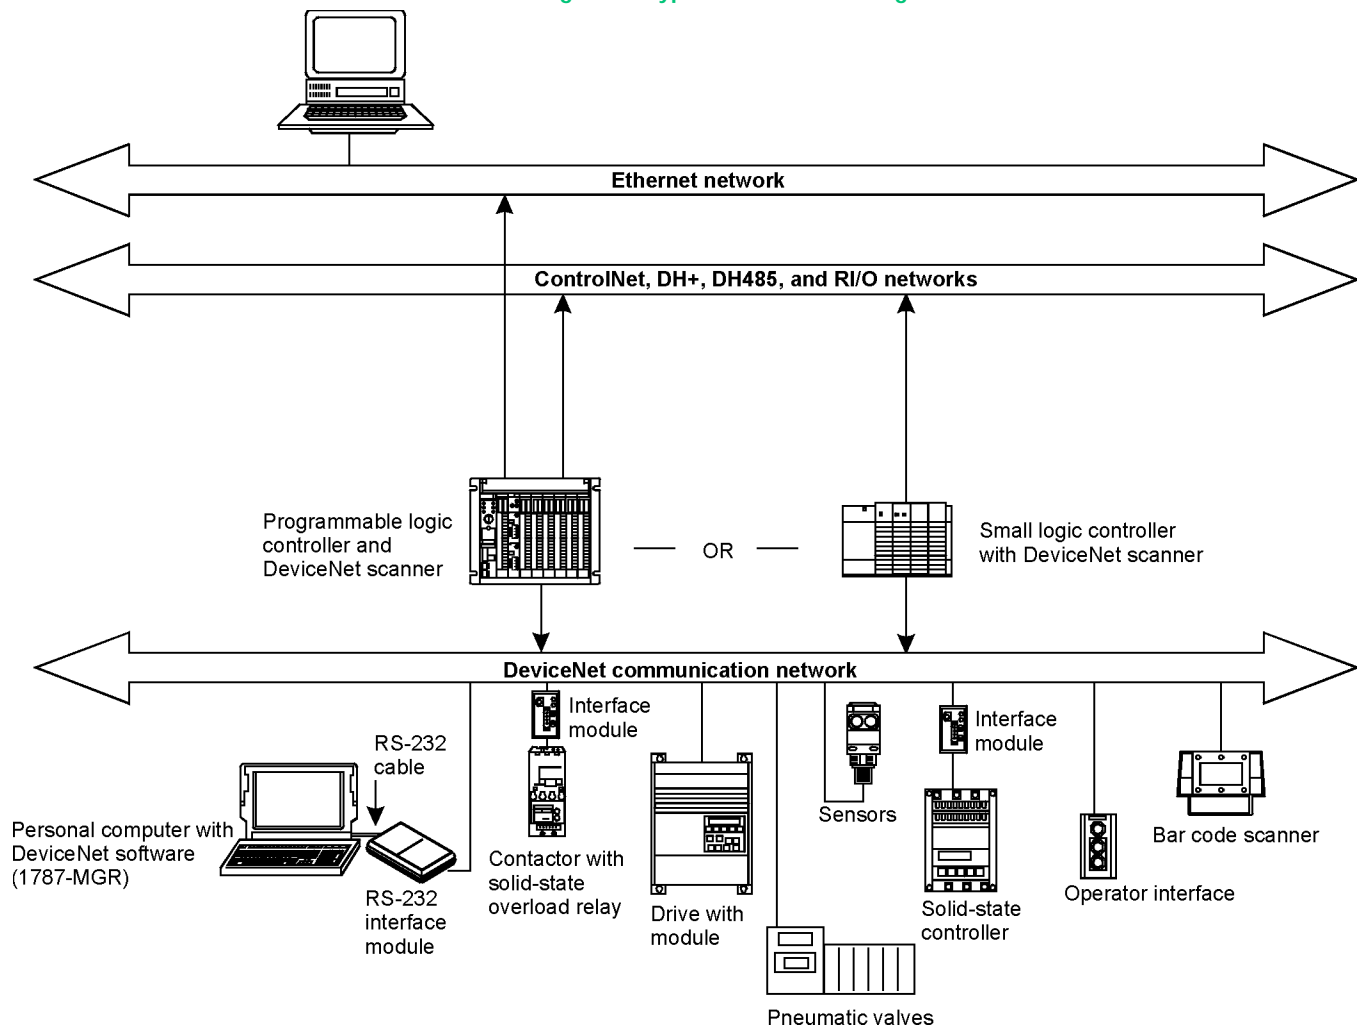 Ethernet network
ControlNet, DH+, DH485, and RI/O networks
Programmable logic
controller and
DeviceNet scanner
OR
Small logic controller
with DeviceNet scanner
DeviceNet communication network
Interface
module
RS-232
cable
Personal computer with
DeviceNet software
(1787-MGR)
RS-232
interface
module
Contactor with
solid-state
overload relay
Drive with
module
Sensors
Pneumatic valves
Interface
module
Solid-state
controller
Operator interface
Bar code scanner